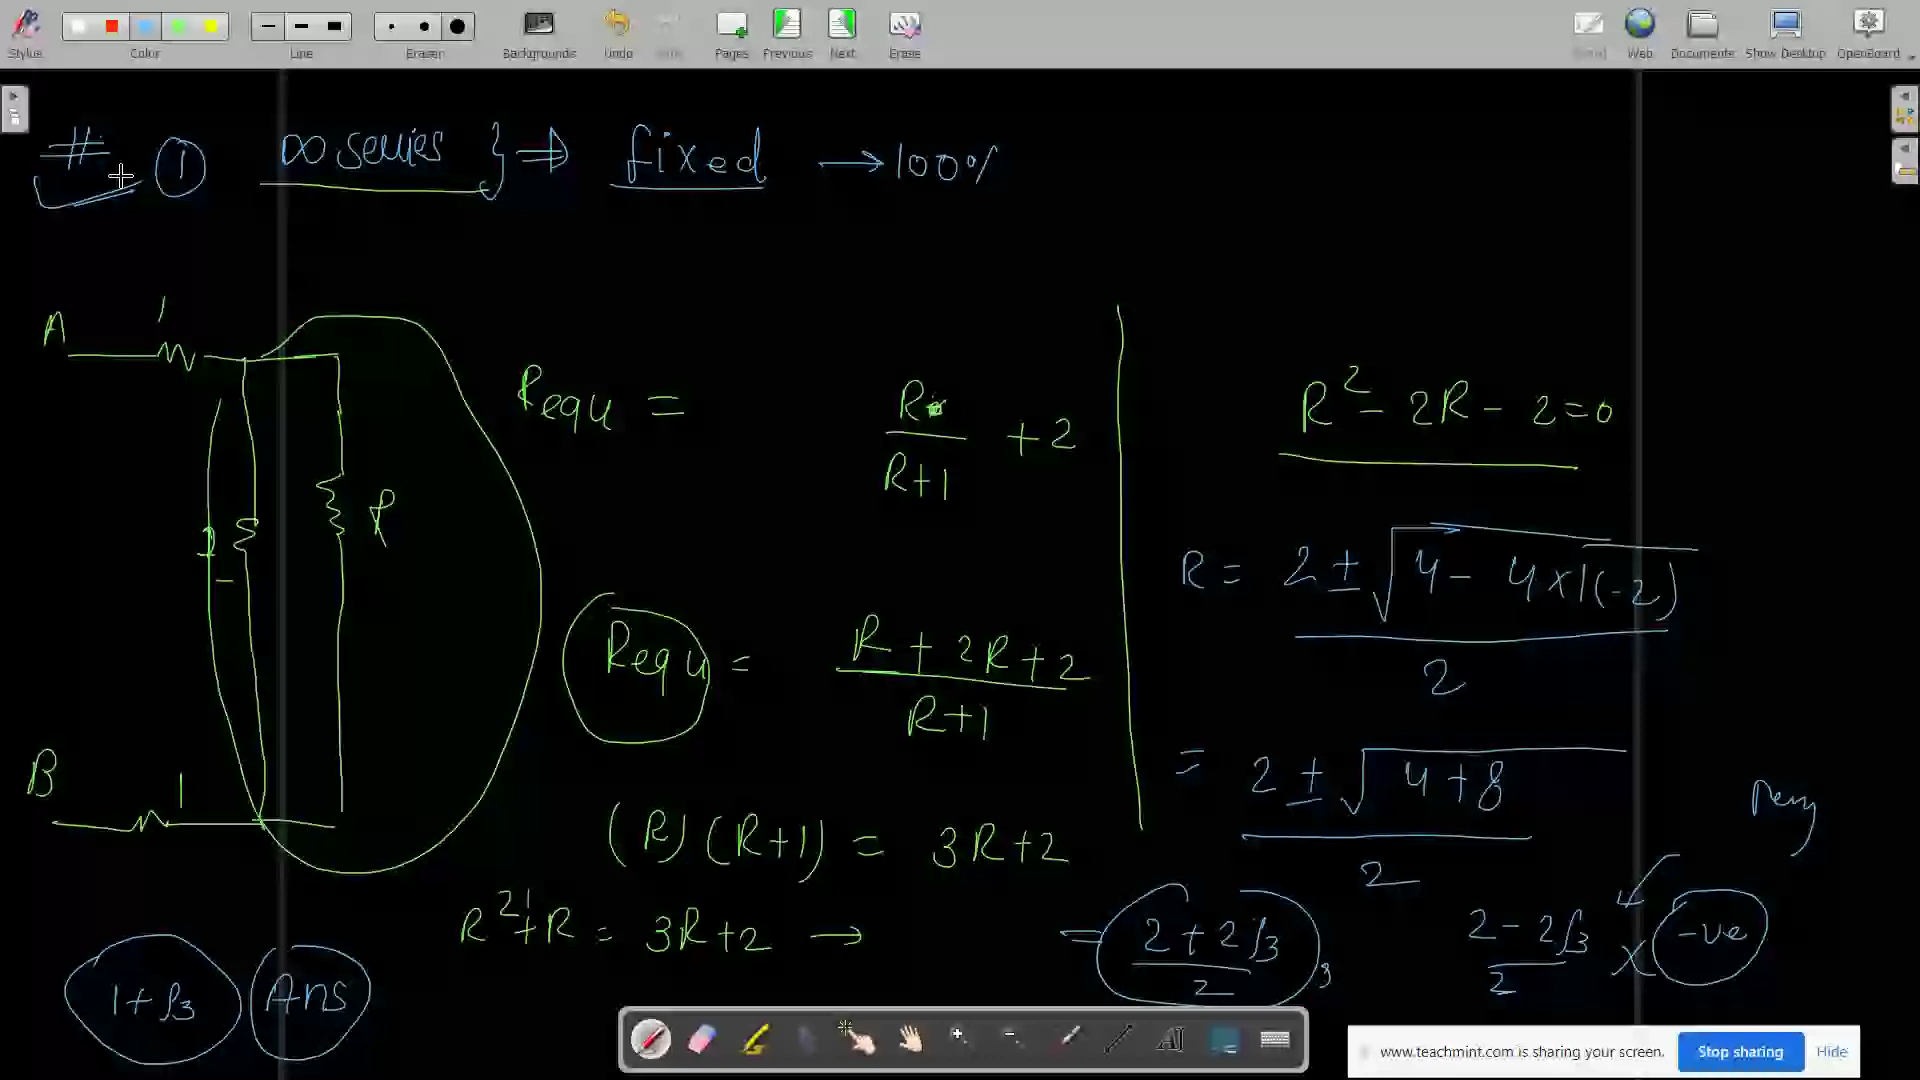 Stylus Color Line Eraser Backgrounds Undo Pages Previous Next Erase Web Documents Show Desktop OpenBoard
# ① ∞ series } ⇒ fixed → 100%
A 1
R
B 1
1+√3 Ans
Requ = R/(R+1) + 2
Requ = (R + 2R + 2)/(R+1)
(R) (R+1) = 3R+2
R²+R = 3R+2 →
R² - 2R - 2 = 0
R = (2 ± √(4 - 4×1(-2)))/2
= (2 ± √(4+8))/2
= (2 + 2√3)/2 , (2 - 2√3)/2 × -ve
www.teachmint.com is sharing your screen. Stop sharing Hide